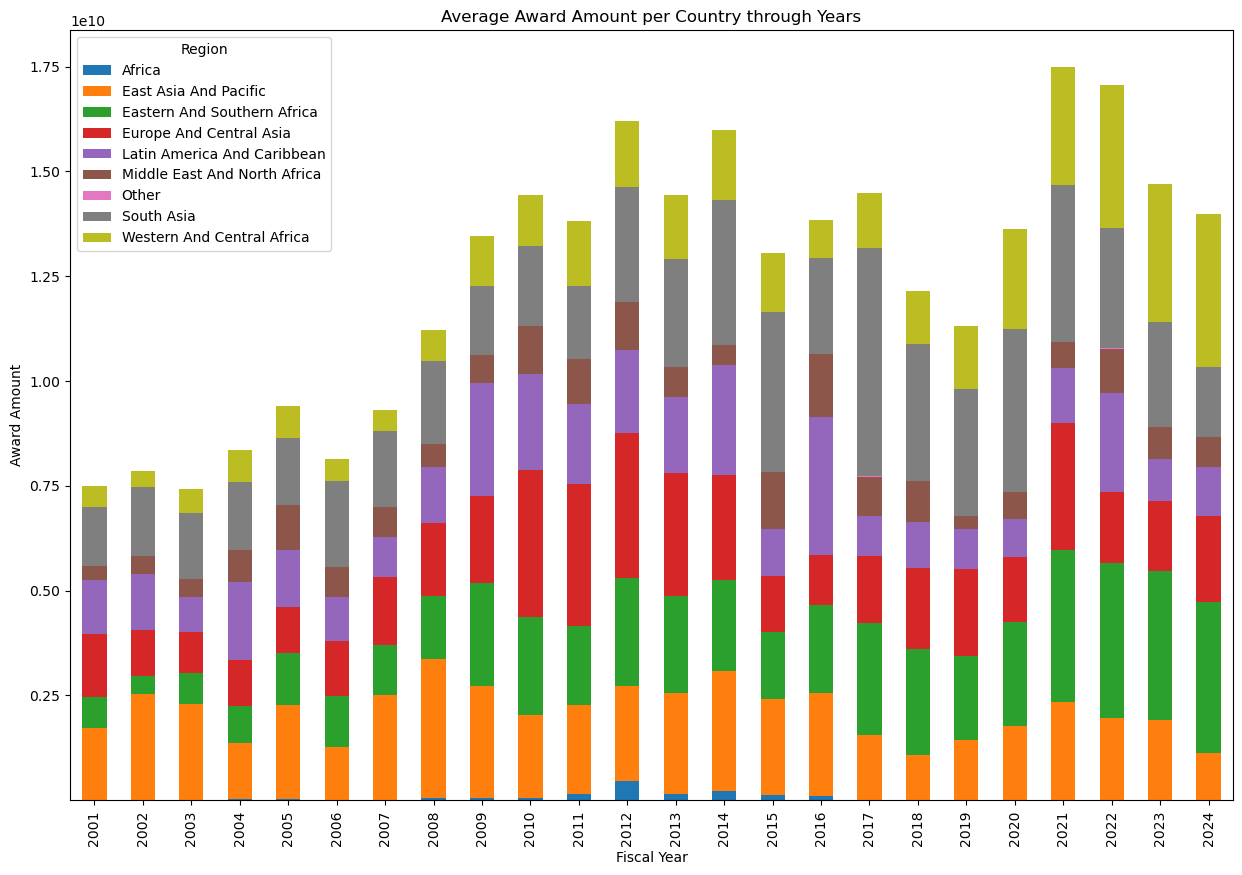 Average Award Amount per Country through Years
1e10
Region
Africa
East Asia And Pacific
Eastern And Southern Africa
Europe And Central Asia
Latin America And Caribbean
Middle East And North Africa
Other
South Asia
Western And Central Africa
1.75
1.50
1.25
1.00
0.75
0.50
0.25
Award Amount
2001
2002
2003
2004
2005
2006
2007
2008
2009
2010
2011
2012
2013
2014
2015
2016
2017
2018
2019
2020
2021
2022
2023
2024
Fiscal Year